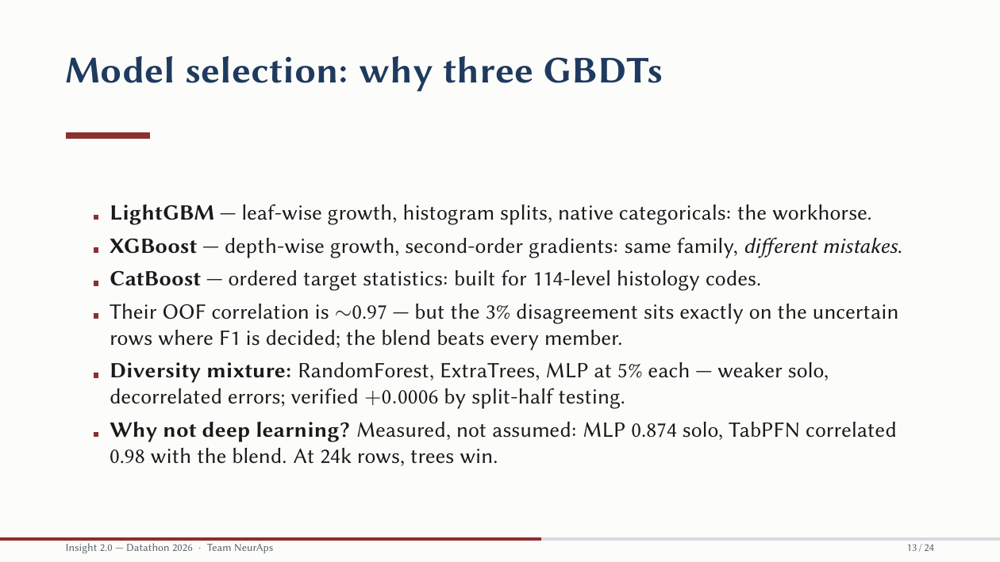 Model selection: why three GBDTs
LightGBM — leaf-wise growth, histogram splits, native categoricals: the workhorse.
XGBoost — depth-wise growth, second-order gradients: same family, different mistakes.
CatBoost — ordered target statistics: built for 114-level histology codes.
Their OOF correlation is ∼0.97 — but the 3% disagreement sits exactly on the uncertain
rows where F1 is decided; the blend beats every member.
Diversity mixture: RandomForest, ExtraTrees, MLP at 5% each — weaker solo,
decorrelated errors; verified +0.0006 by split-half testing.
Why not deep learning? Measured, not assumed: MLP 0.874 solo, TabPFN correlated
0.98 with the blend. At 24k rows, trees win.
Insight 2.0 — Datathon 2026 · Team NeurAps
13 / 24